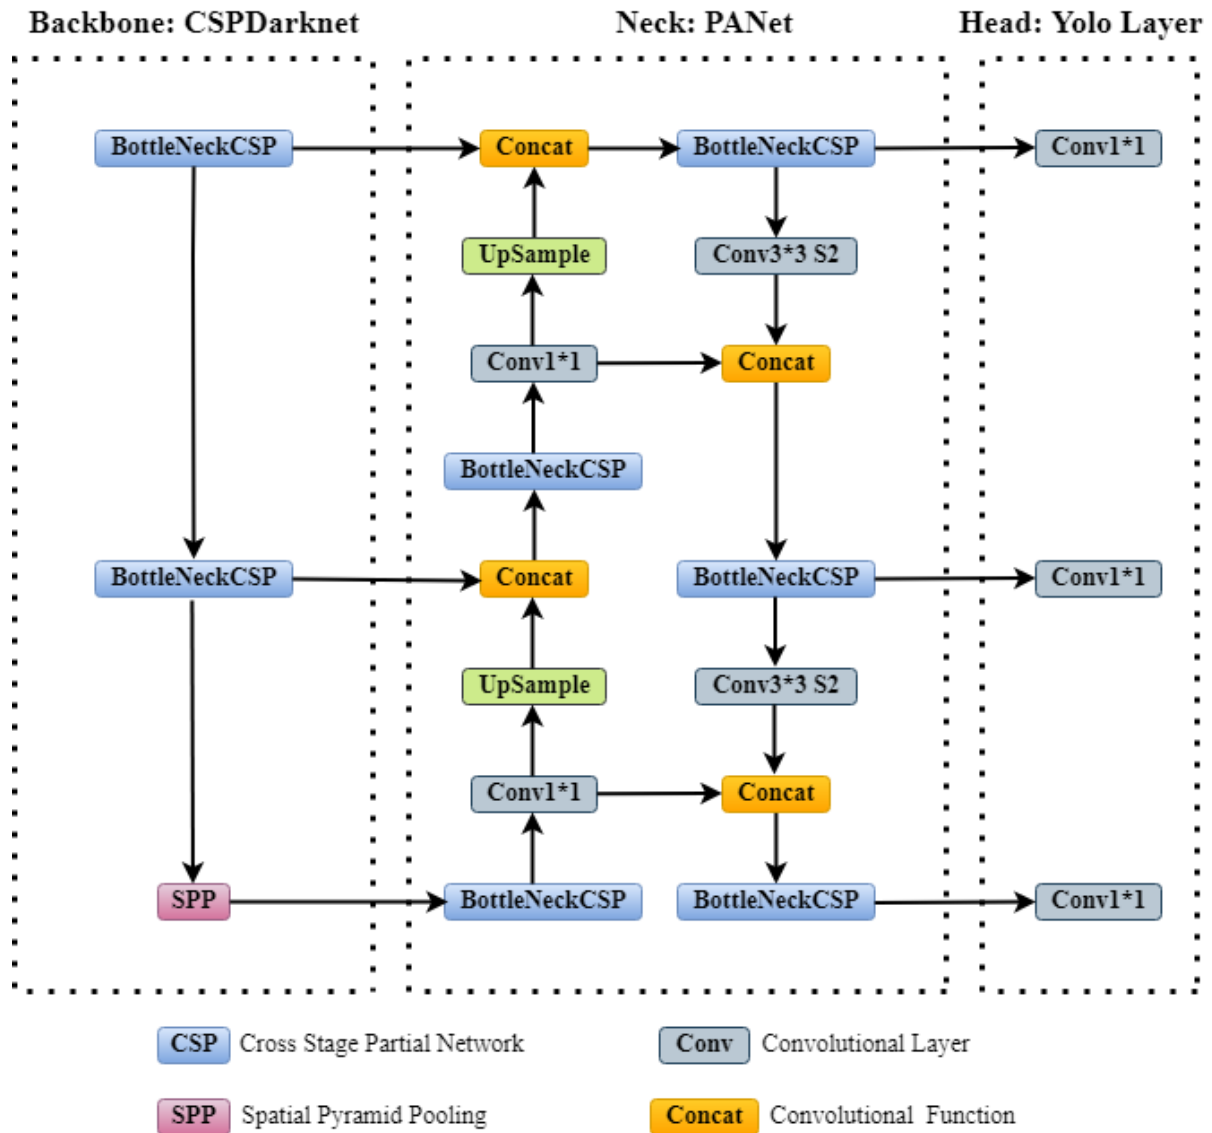 Backbone: CSPDarknet
Neck: PANet
Head: Yolo Layer
BottleNeckCSP
Concat
BottleNeckCSP
Conv1*1
UpSample
Conv3*3 S2
Conv1*1
Concat
BottleNeckCSP
BottleNeckCSP
Concat
BottleNeckCSP
Conv1*1
UpSample
Conv3*3 S2
Conv1*1
Concat
SPP
BottleNeckCSP
BottleNeckCSP
Conv1*1
CSP Cross Stage Partial Network
Conv Convolutional Layer
SPP Spatial Pyramid Pooling
Concat Convolutional Function